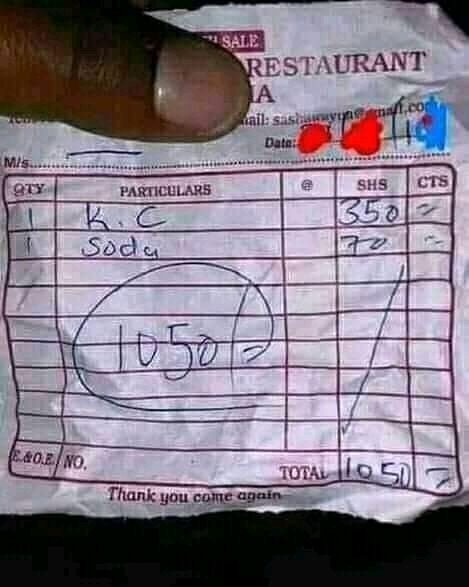 SALE
RESTAURANT
Date:
M/s.
QTY PARTICULARS @ SHS CTS
1 K.C 350 =
1 Soda 70 =
1050/=
E.&O.E. NO.
TOTAL 1050 =
Thank you come again